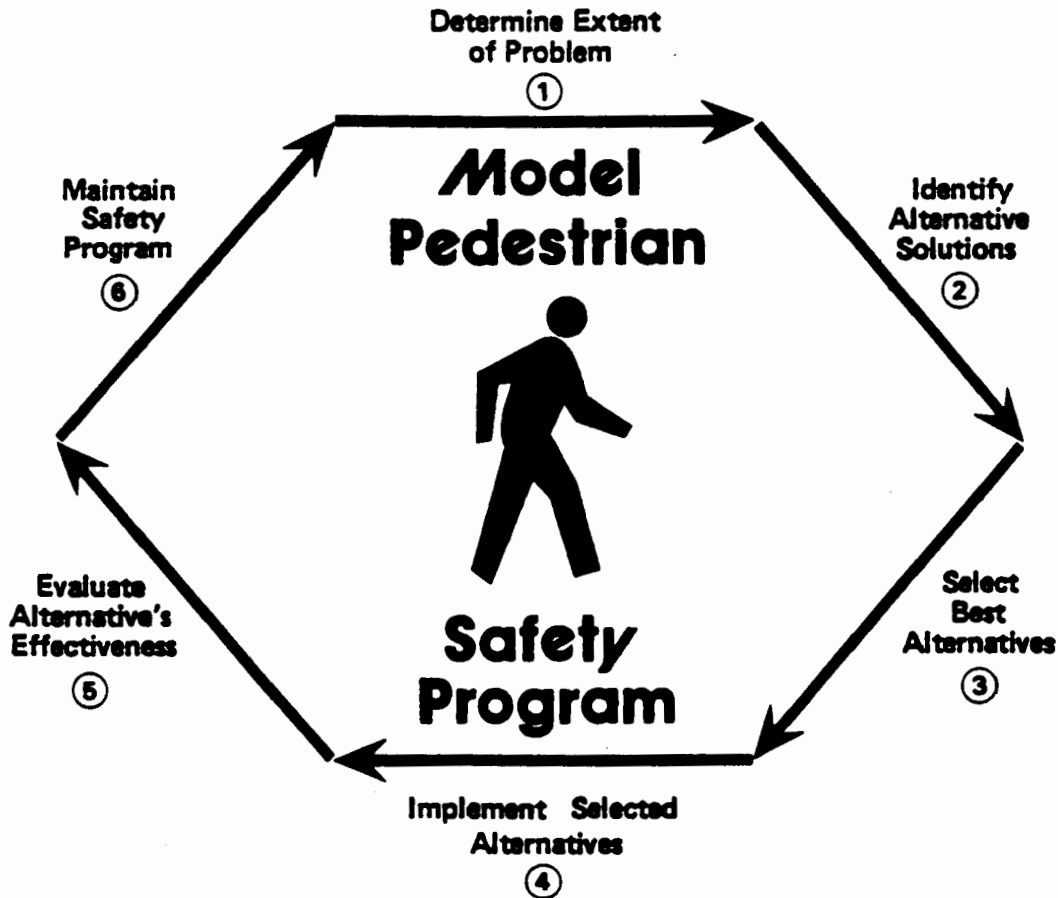 Determine Extent
of Problem
①
Model
Pedestrian
Identify
Alternative
Solutions
②
Select
Best
Alternatives
③
Safety
Program
Implement Selected
Alternatives
④
Evaluate
Alternative's
Effectiveness
⑤
Maintain
Safety
Program
⑥